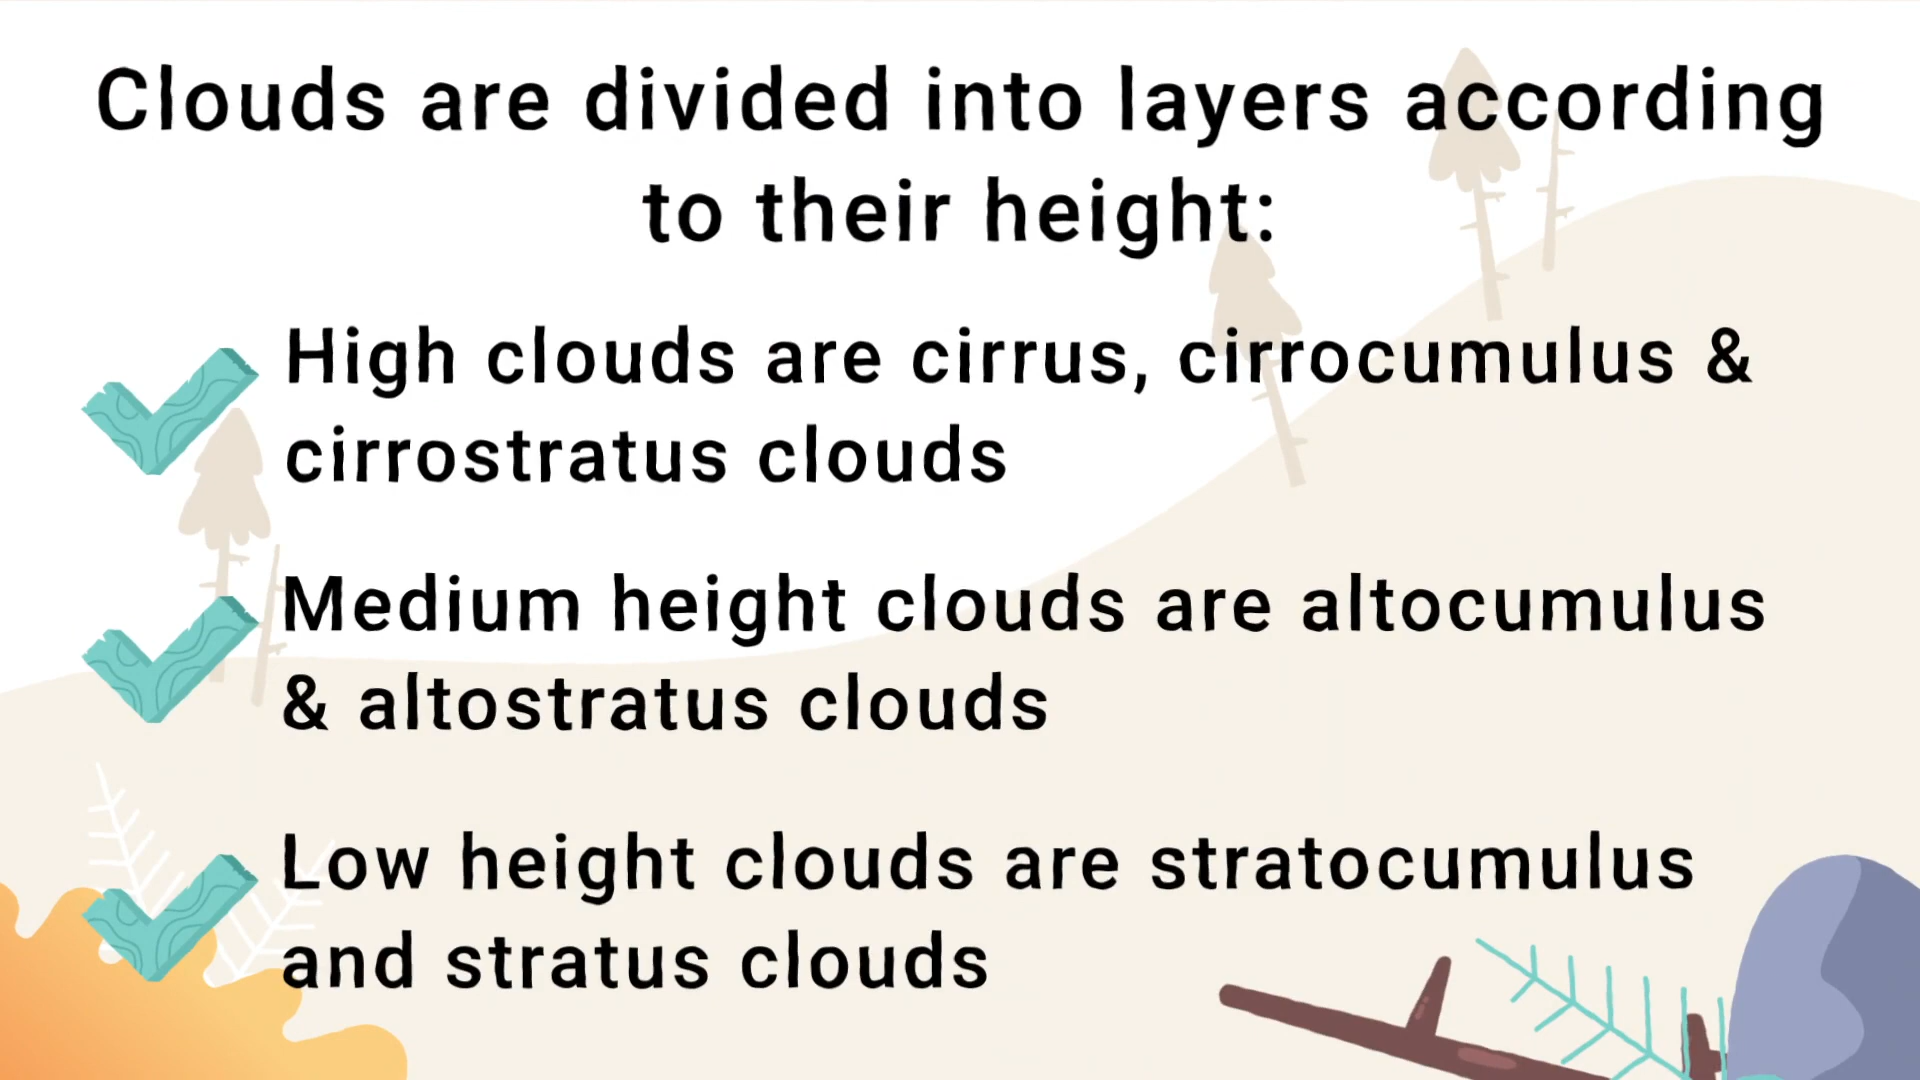 Clouds are divided into layers according
to their height:
High clouds are cirrus, cirrocumulus &
cirrostratus clouds
Medium height clouds are altocumulus
& altostratus clouds
Low height clouds are stratocumulus
and stratus clouds